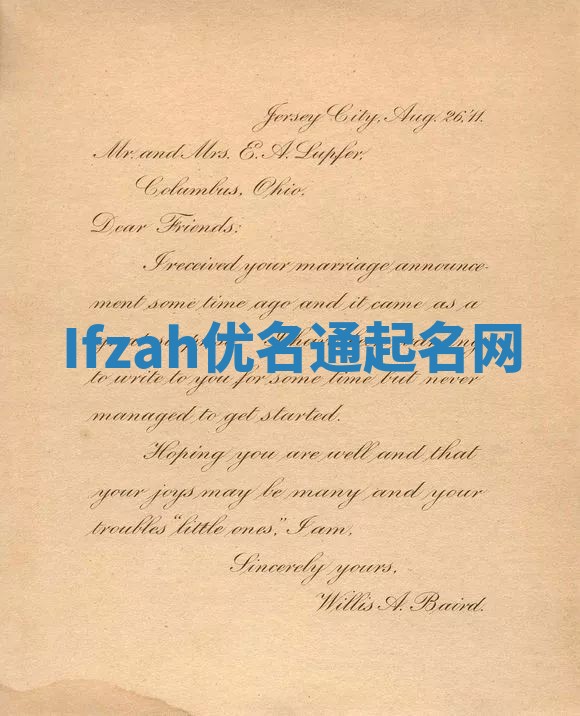 Jersey City, Aug. 26,'11.
Mr. and Mrs. E. A. Lupfer,
Columbus, Ohio.
Dear Friends:
I received your marriage announce-
ment some time ago and it came as a
Ifzah优名通起名网
to write to you for some time but never
managed to get started.
Hoping you are well and that
your joys may be many and your
troubles "little ones," I am,
Sincerely yours,
Willis A. Baird.